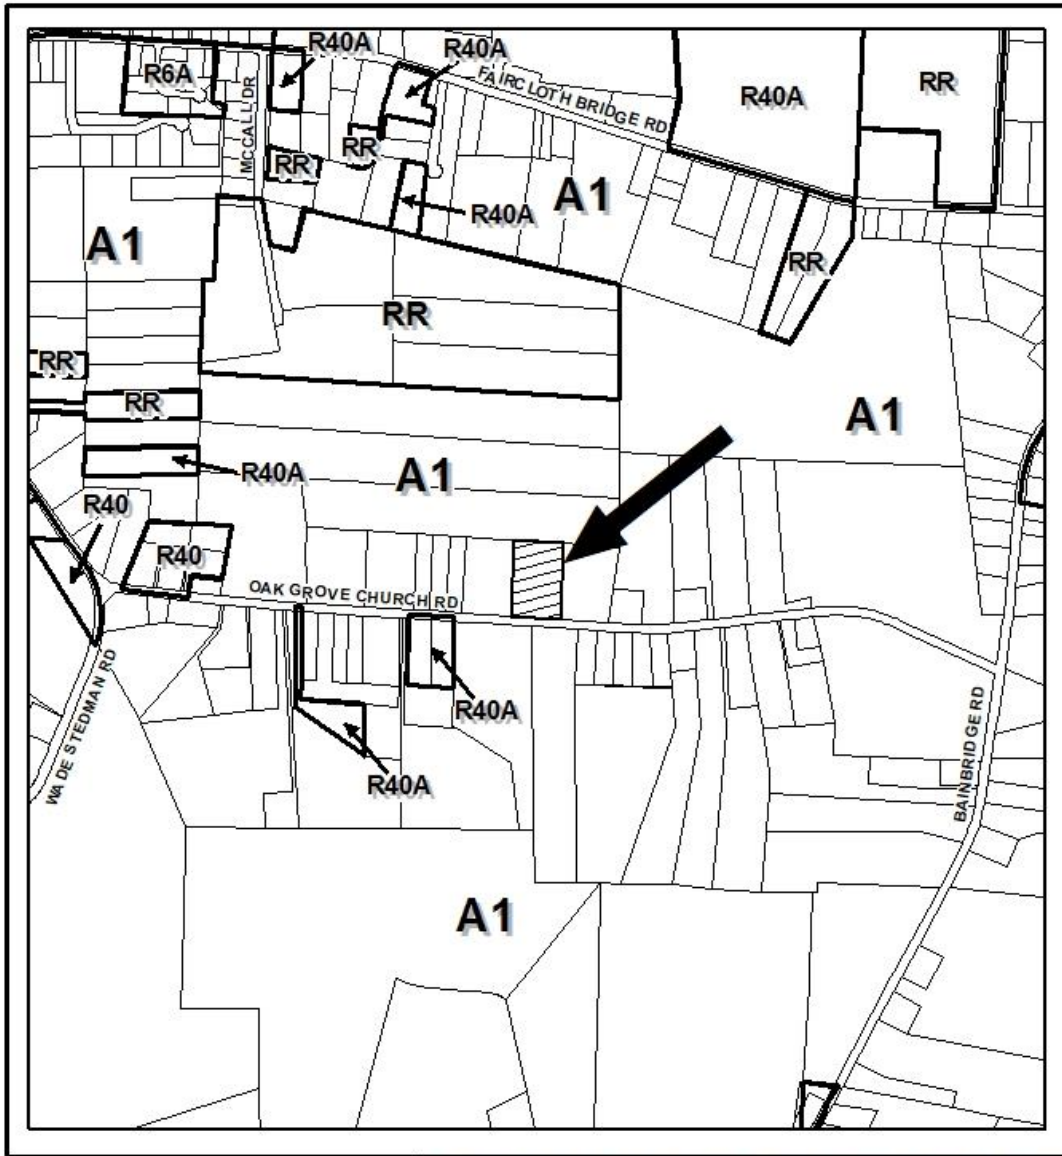 R40A
R40A
R6A
FAIRCLOTH BRIDGE RD
R40A
RR
MCCALL DR
RR
RR
R40A
A1
A1
RR
RR
RR
RR
A1
R40A
A1
R40
R40
OAK GROVE CHURCH RD
WADE STEDMAN RD
R40A
R40A
BAINBRIDGE RD
A1